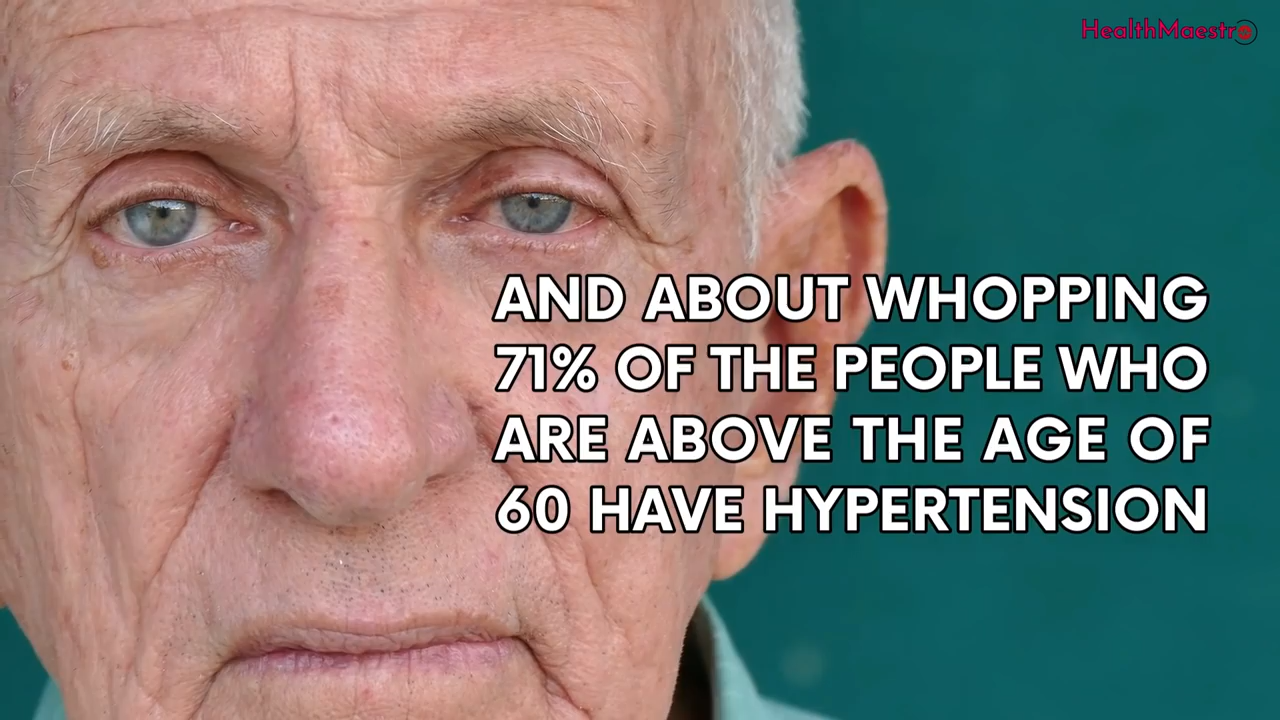 HealthMaestro
AND ABOUT WHOPPING
71% OF THE PEOPLE WHO
ARE ABOVE THE AGE OF
60 HAVE HYPERTENSION